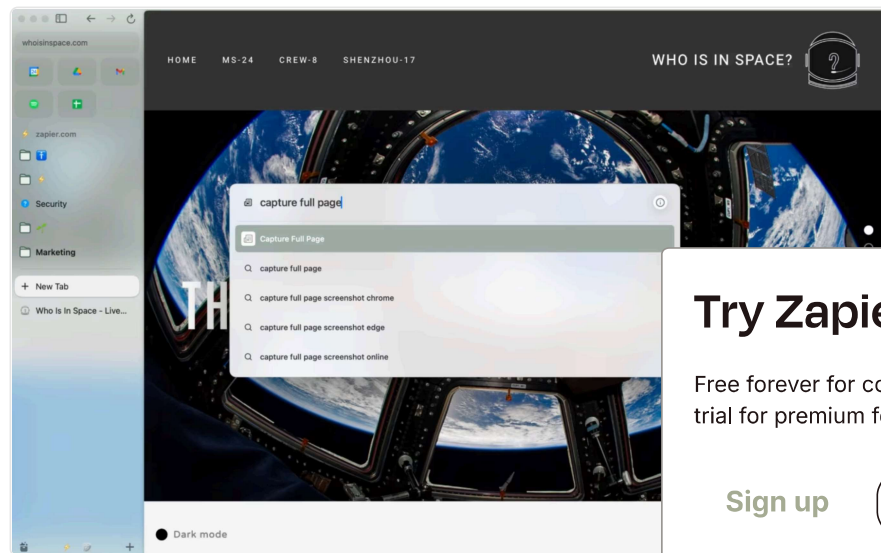 whoisinspace.com
zapier.com
Security
Marketing
+ New Tab
Who Is In Space - Live...
HOME MS-24 CREW-8 SHENZHOU-17
WHO IS IN SPACE?
?
capture full page
Capture Full Page
capture full page
capture full page screenshot chrome
capture full page screenshot edge
capture full page screenshot online
TH
Dark mode
Try Zapie
Free forever for co
trial for premium fe
Sign up